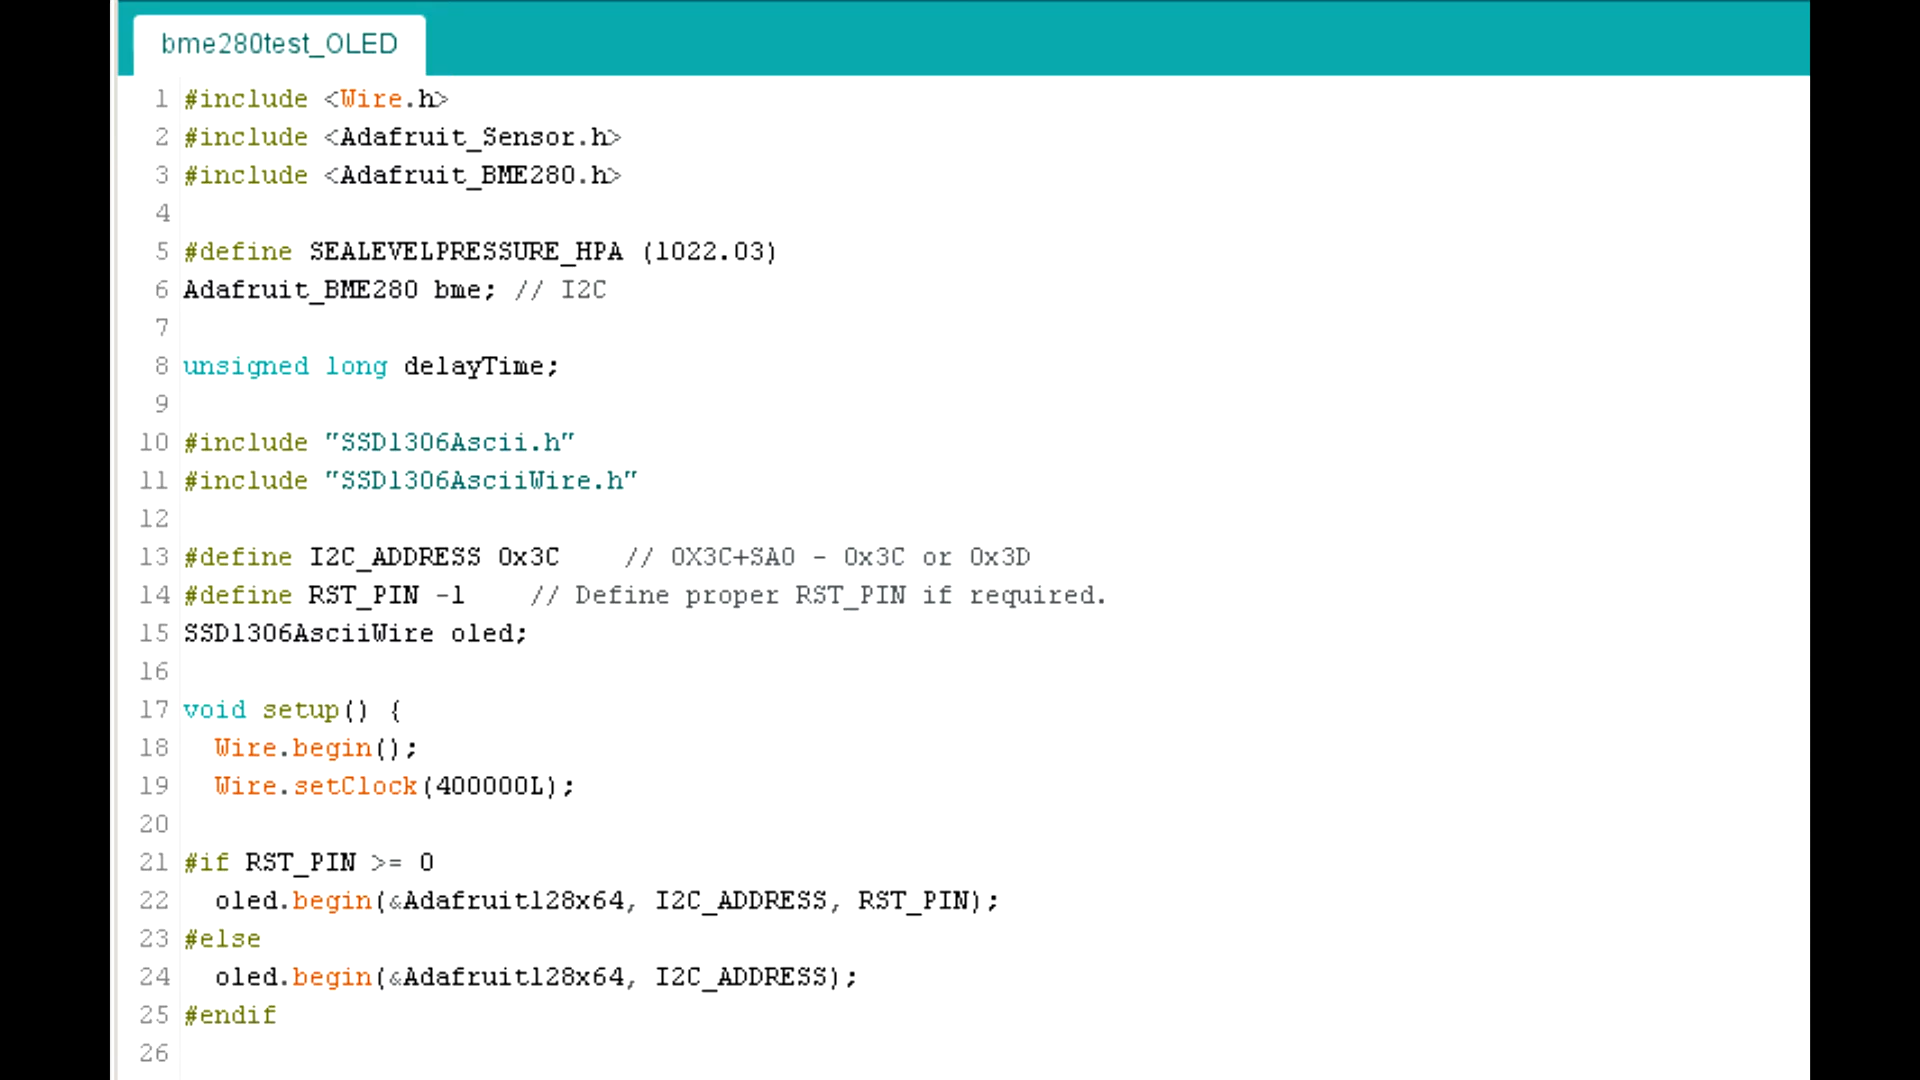 bme280test_OLED
1 #include <Wire.h>
2 #include <Adafruit_Sensor.h>
3 #include <Adafruit_BME280.h>
4
5 #define SEALEVELPRESSURE_HPA (1022.03)
6 Adafruit_BME280 bme; // I2C
7
8 unsigned long delayTime;
9
10 #include "SSD1306Ascii.h"
11 #include "SSD1306AsciiWire.h"
12
13 #define I2C_ADDRESS 0x3C    // 0X3C+SA0 - 0x3C or 0x3D
14 #define RST_PIN -1    // Define proper RST_PIN if required.
15 SSD1306AsciiWire oled;
16
17 void setup() {
18   Wire.begin();
19   Wire.setClock(400000L);
20
21 #if RST_PIN >= 0
22   oled.begin(&Adafruit128x64, I2C_ADDRESS, RST_PIN);
23 #else
24   oled.begin(&Adafruit128x64, I2C_ADDRESS);
25 #endif
26